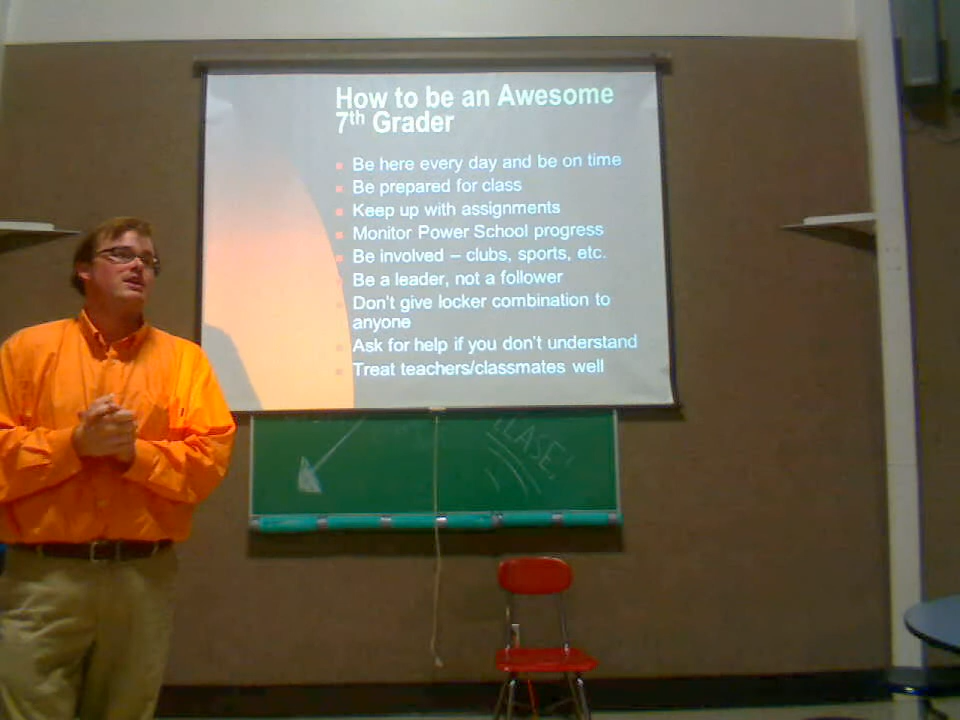 How to be an Awesome
7th Grader
Be here every day and be on time
Be prepared for class
Keep up with assignments
Monitor Power School progress
Be involved – clubs, sports, etc.
Be a leader, not a follower
Don't give locker combination to
anyone
Ask for help if you don't understand
Treat teachers/classmates well